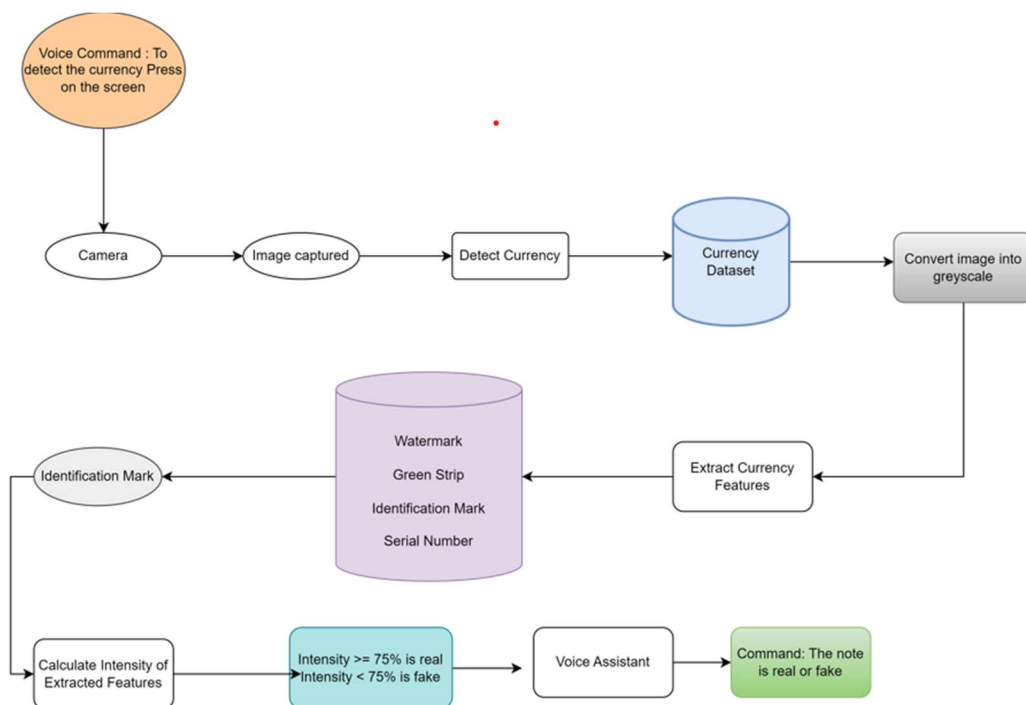 Voice Command : To
detect the currency Press
on the screen
Camera
Image captured
Detect Currency
Currency
Dataset
Convert image into
greyscale
Extract Currency
Features
Watermark
Green Strip
Identification Mark
Serial Number
Identification Mark
Calculate Intensity of
Extracted Features
Intensity >= 75% is real
Intensity < 75% is fake
Voice Assistant
Command: The note
is real or fake